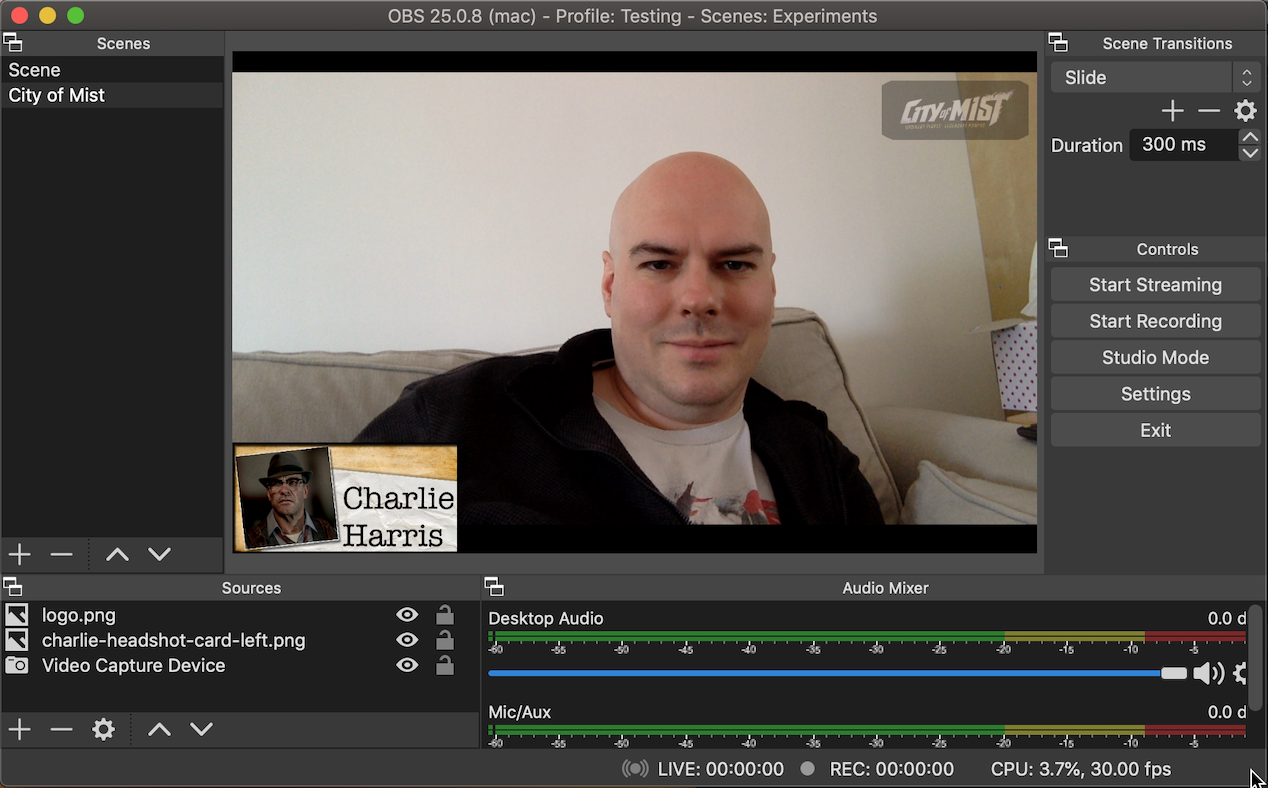 OBS 25.0.8 (mac) - Profile: Testing - Scenes: Experiments
Scenes
Scene
City of Mist
CITY of MIST
Charlie
Harris
Scene Transitions
Slide
Duration 300 ms
Controls
Start Streaming
Start Recording
Studio Mode
Settings
Exit
Sources
logo.png
charlie-headshot-card-left.png
Video Capture Device
Audio Mixer
Desktop Audio 0.0 d
-60 -55 -50 -45 -40 -35 -30 -25 -20 -15 -10 -5
Mic/Aux 0.0 d
-60 -55 -50 -45 -40 -35 -30 -25 -20 -15 -10 -5
LIVE: 00:00:00 REC: 00:00:00 CPU: 3.7%, 30.00 fps